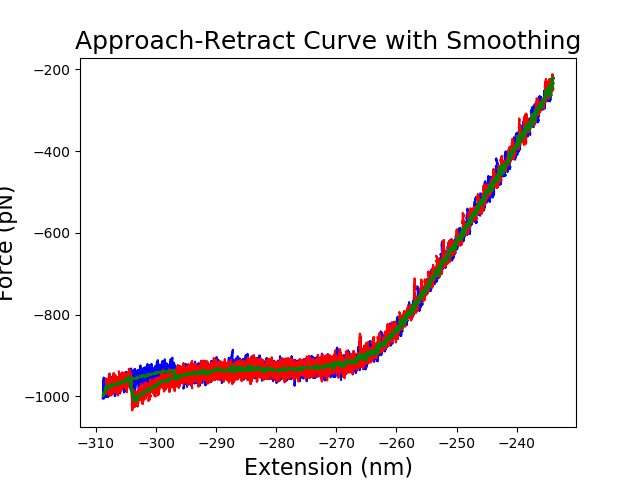 Approach-Retract Curve with Smoothing
Force (pN)
−200
−400
−600
−800
−1000
−310 −300 −290 −280 −270 −260 −250 −240
Extension (nm)